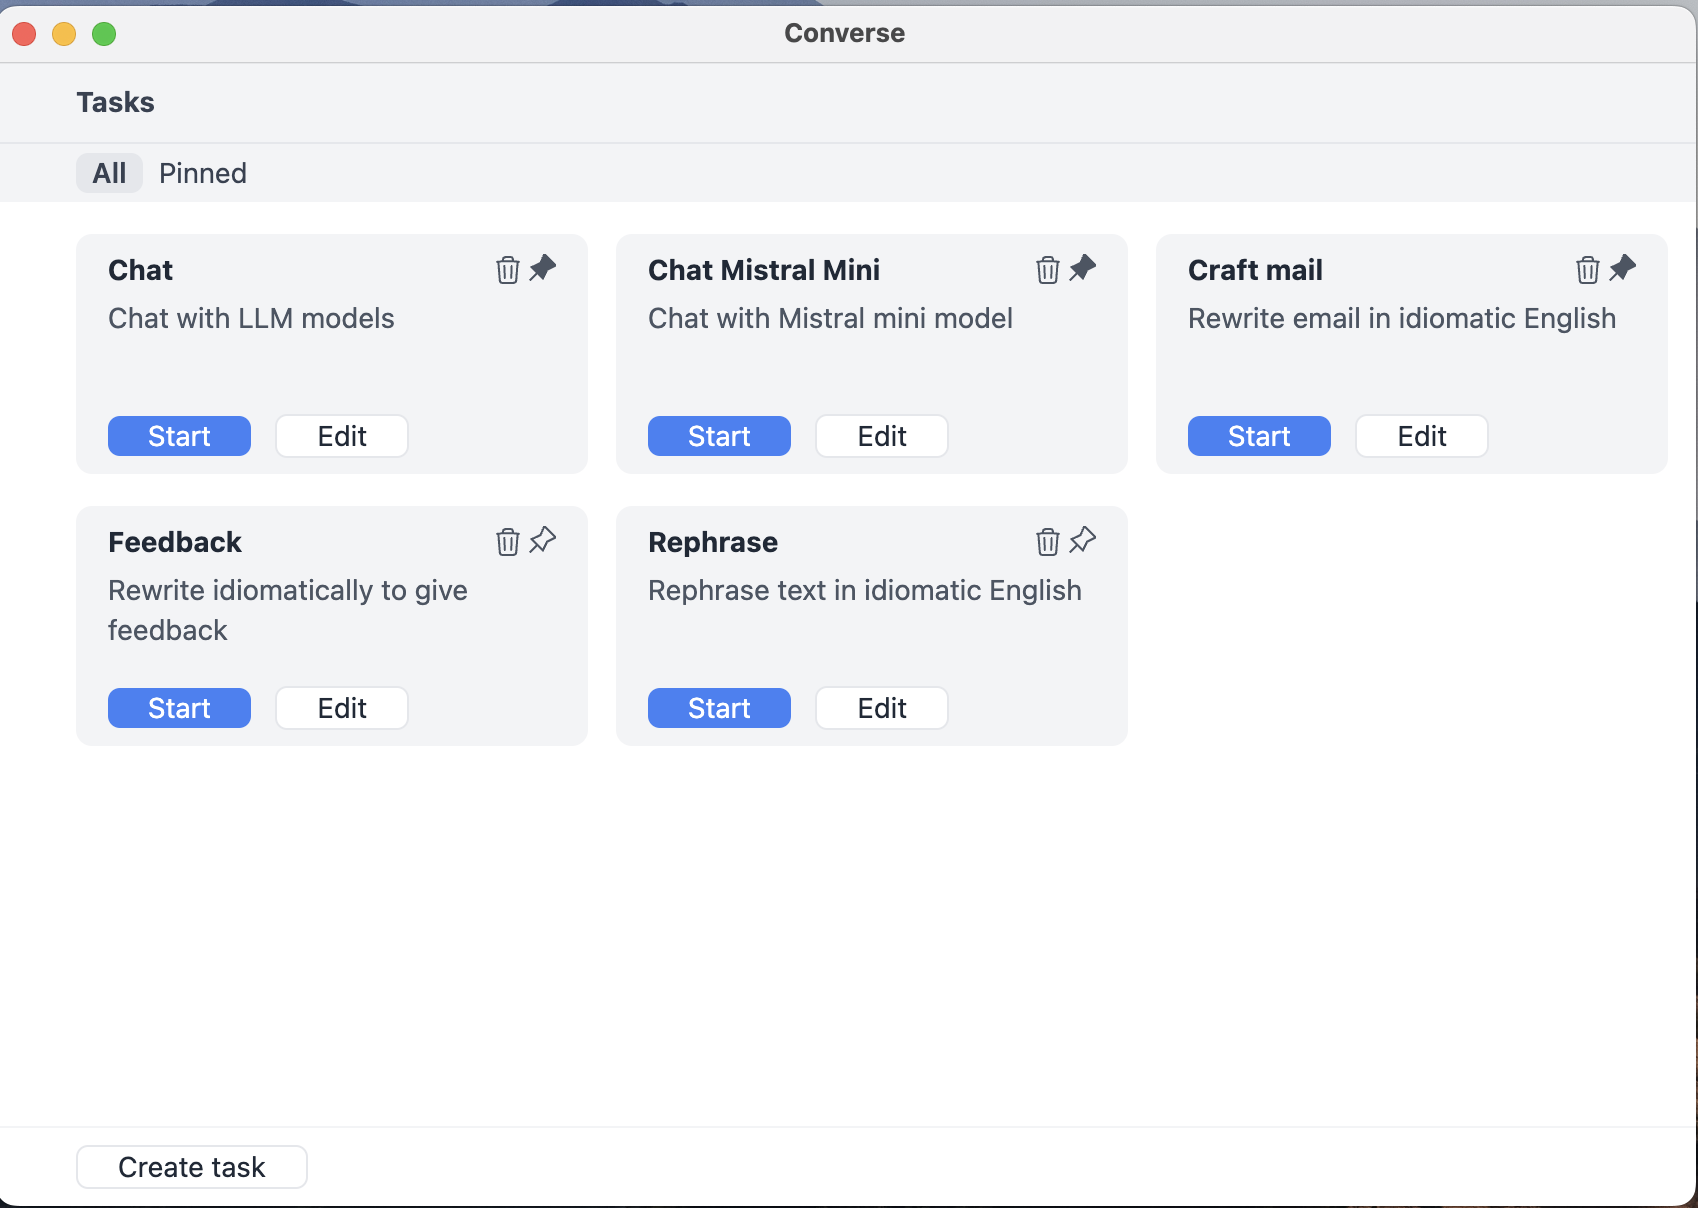 Converse
Tasks
All Pinned
Chat
Chat with LLM models
Start Edit
Chat Mistral Mini
Chat with Mistral mini model
Start Edit
Craft mail
Rewrite email in idiomatic English
Start Edit
Feedback
Rewrite idiomatically to give
feedback
Start Edit
Rephrase
Rephrase text in idiomatic English
Start Edit
Create task